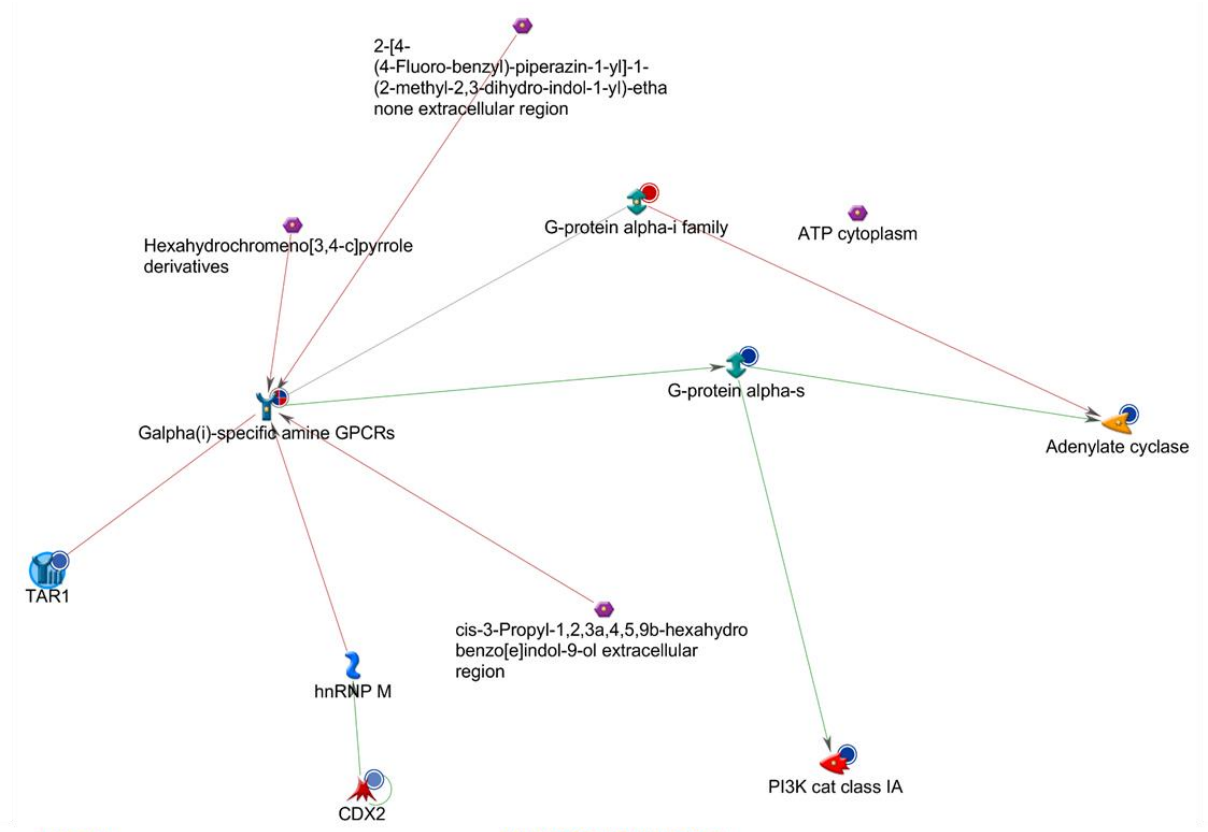 2-[4-
(4-Fluoro-benzyl)-piperazin-1-yl]-1-
(2-methyl-2,3-dihydro-indol-1-yl)-etha
none extracellular region
G-protein alpha-i family
ATP cytoplasm
Hexahydrochromeno[3,4-c]pyrrole
derivatives
G-protein alpha-s
Galpha(i)-specific amine GPCRs
Adenylate cyclase
TAR1
cis-3-Propyl-1,2,3a,4,5,9b-hexahydro
benzo[e]indol-9-ol extracellular
region
hnRNP M
PI3K cat class IA
CDX2